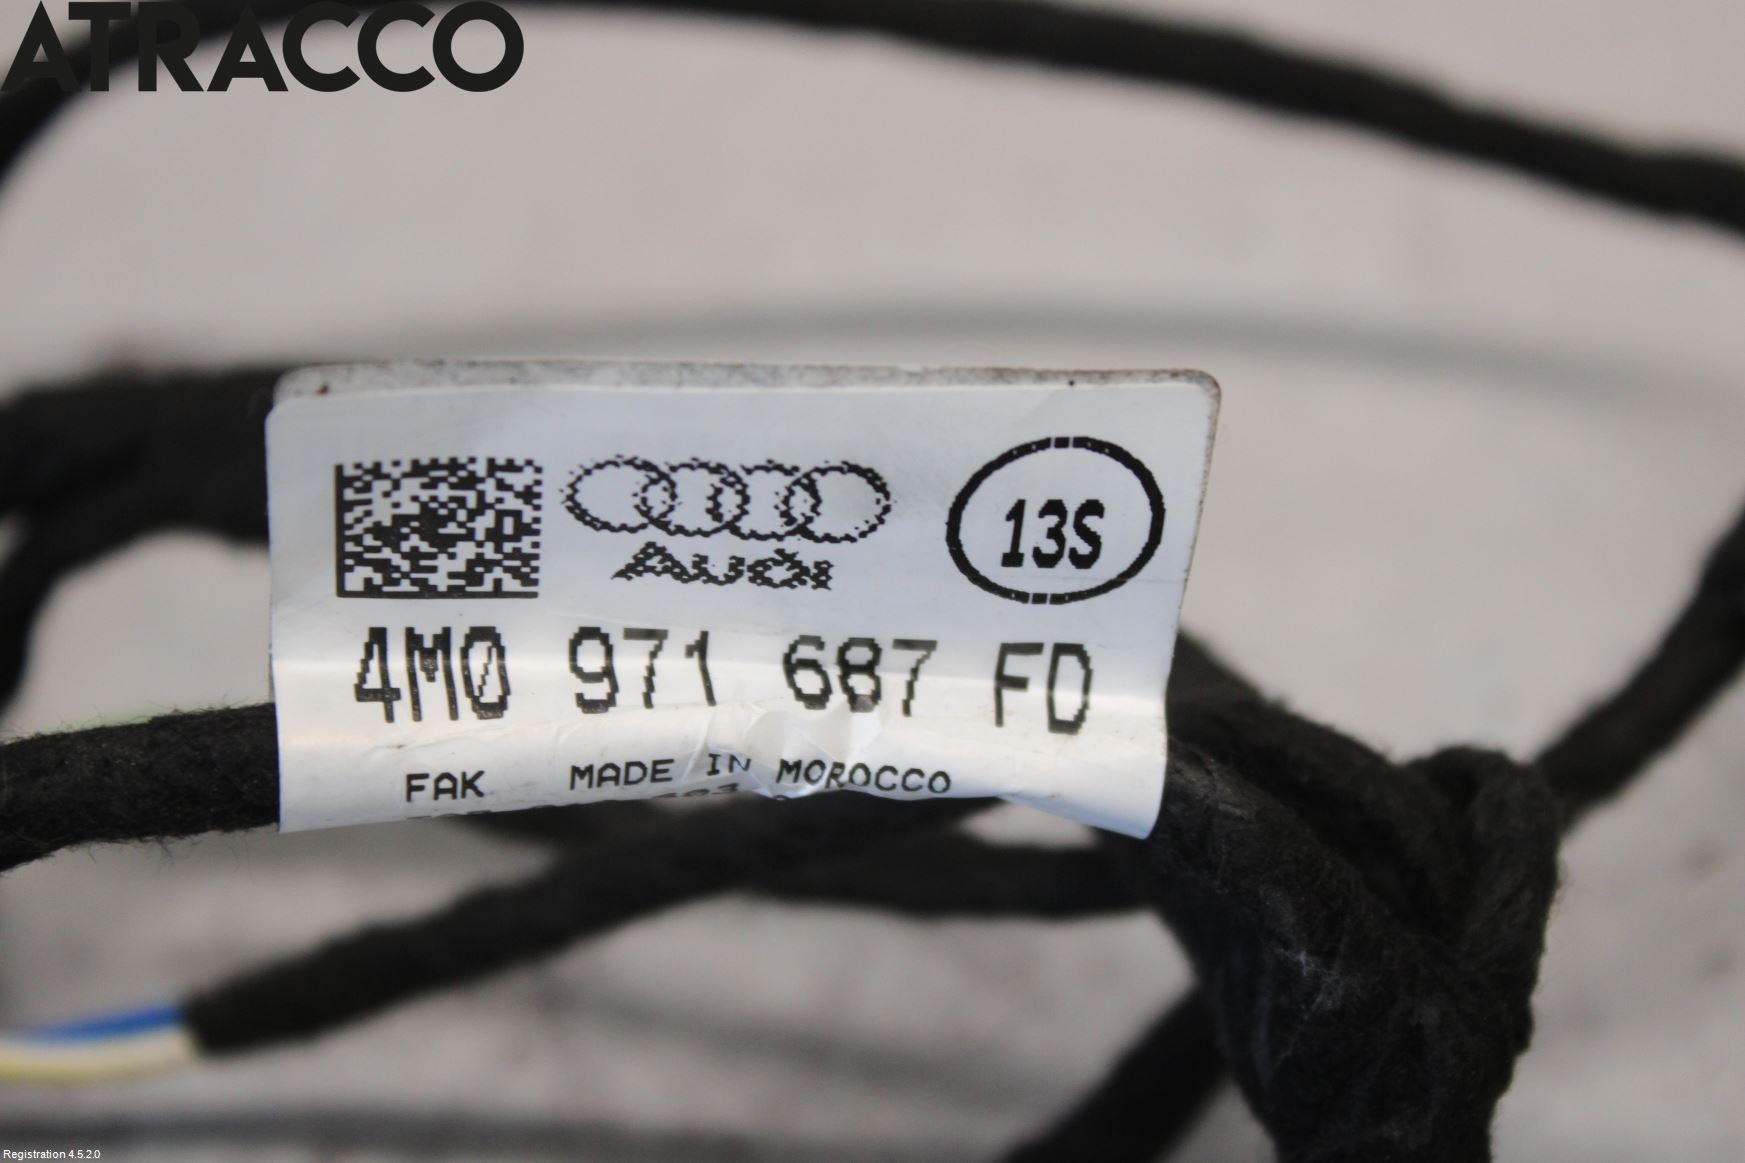 ATRACCO
Audi
13S
4M0 971 687 FD
FAK MADE IN MOROCCO
Registration 4.5.2.0